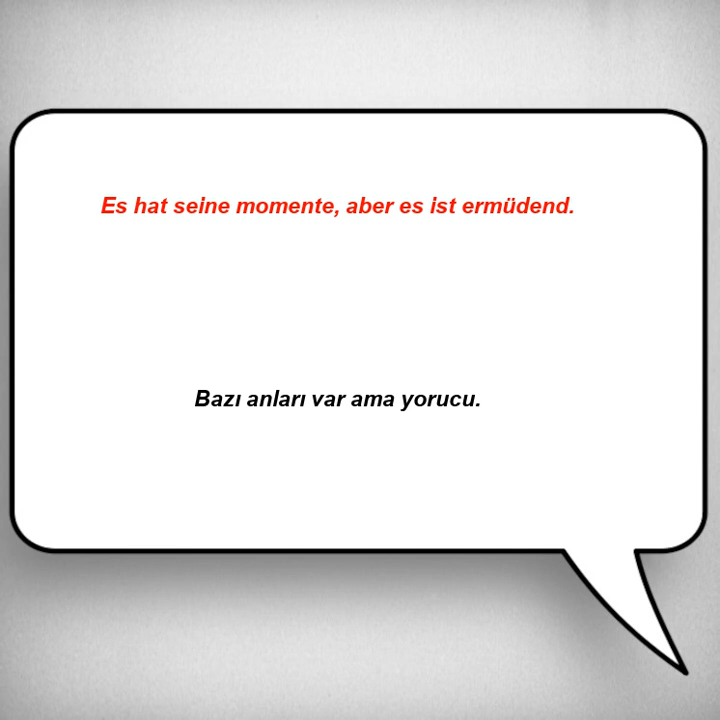 Es hat seine momente, aber es ist ermüdend.
Bazı anları var ama yorucu.